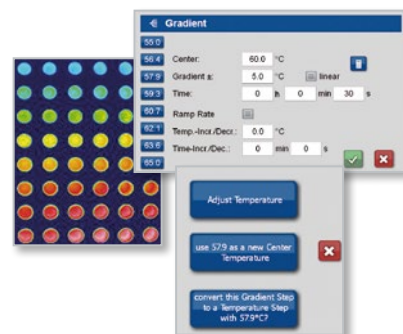 Gradient
55.0
56.4 Center: 60.0 °C
57.9 Gradient ±: 5.0 °C linear
59.3 Time: 0 h 0 min 30 s
60.7 Ramp Rate
62.1 Temp.-Incr./Decr.: 0.0 °C
63.6 Time-Incr./Dec.: 0 min 0 s
65.0
Adjust Temperature
use 57.9 as a new Center
Temperature
convert this Gradient Step
to a Temperature Step
with 57.9°C?